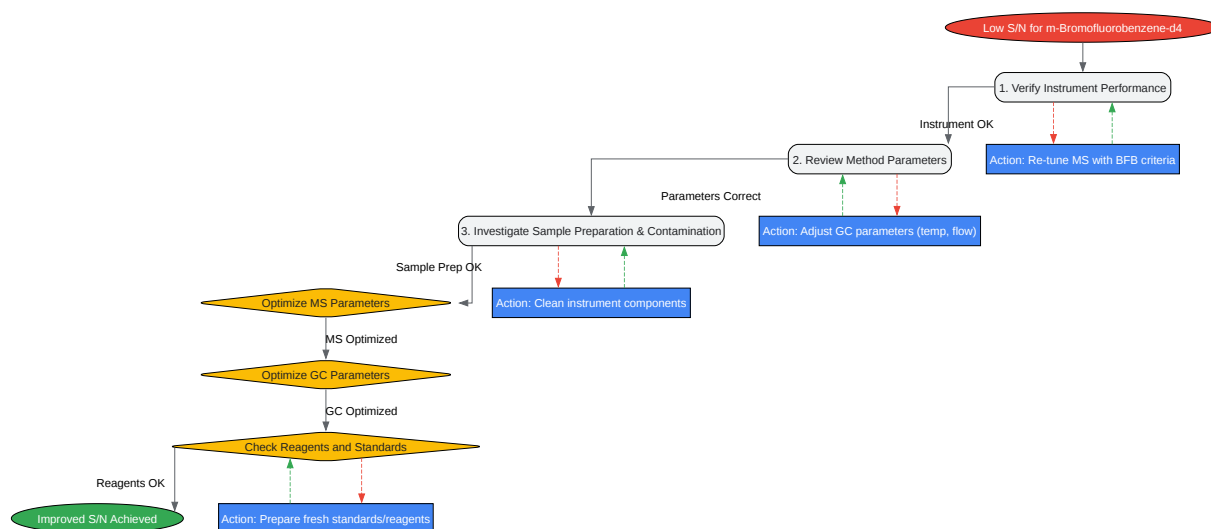 Low S/N for m-Bromofluorobenzene-d4
1. Verify Instrument Performance
Instrument OK
Action: Re-tune MS with BFB criteria
2. Review Method Parameters
Parameters Correct
Action: Adjust GC parameters (temp, flow)
3. Investigate Sample Preparation & Contamination
Sample Prep OK
Action: Clean instrument components
Optimize MS Parameters
MS Optimized
Optimize GC Parameters
GC Optimized
Check Reagents and Standards
Reagents OK
Action: Prepare fresh standards/reagents
Improved S/N Achieved